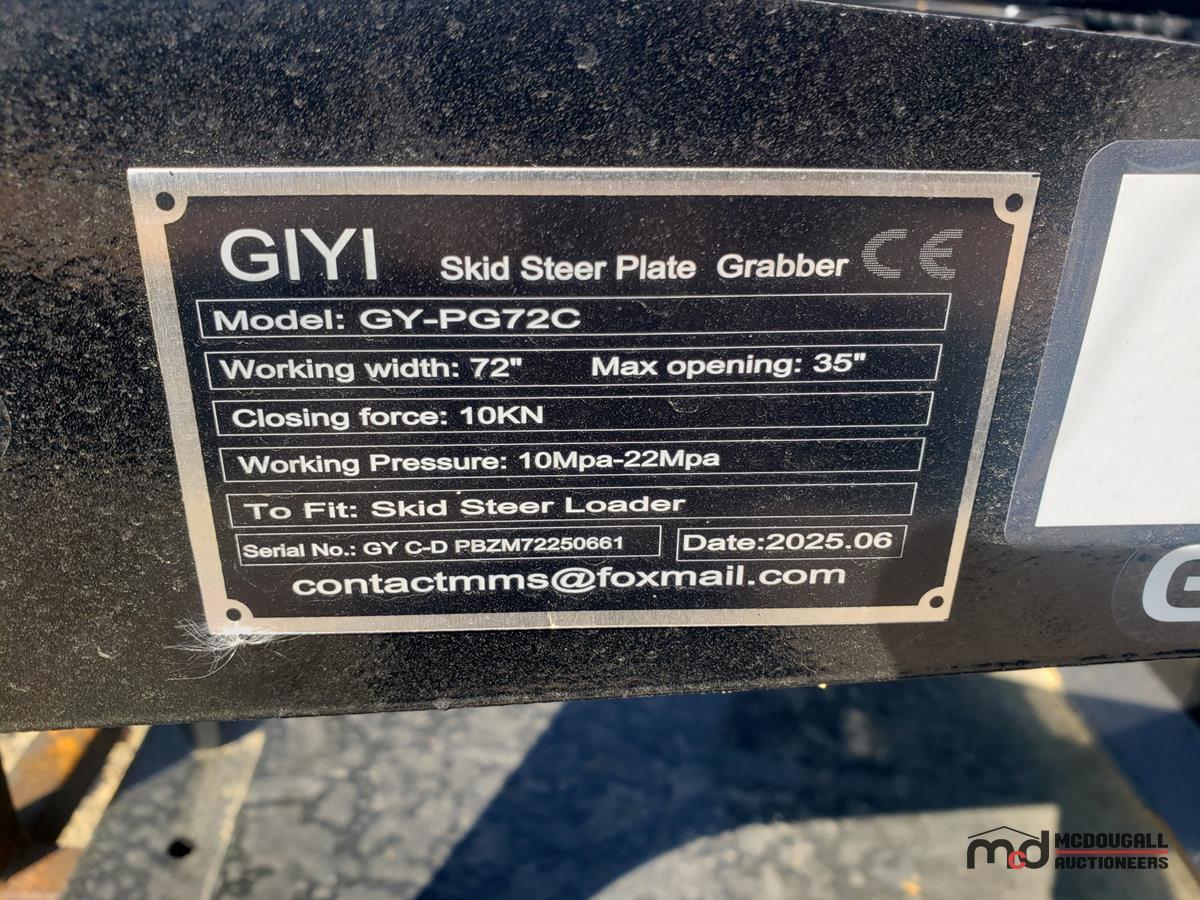 GIYI Skid Steer Plate Grabber CE
Model: GY-PG72C
Working width: 72" Max opening: 35"
Closing force: 10KN
Working Pressure: 10Mpa-22Mpa
To Fit: Skid Steer Loader
Serial No.: GY C-D PBZM72250661 Date:2025.06
contactmms@foxmail.com
G
mcd MCDOUGALL
AUCTIONEERS